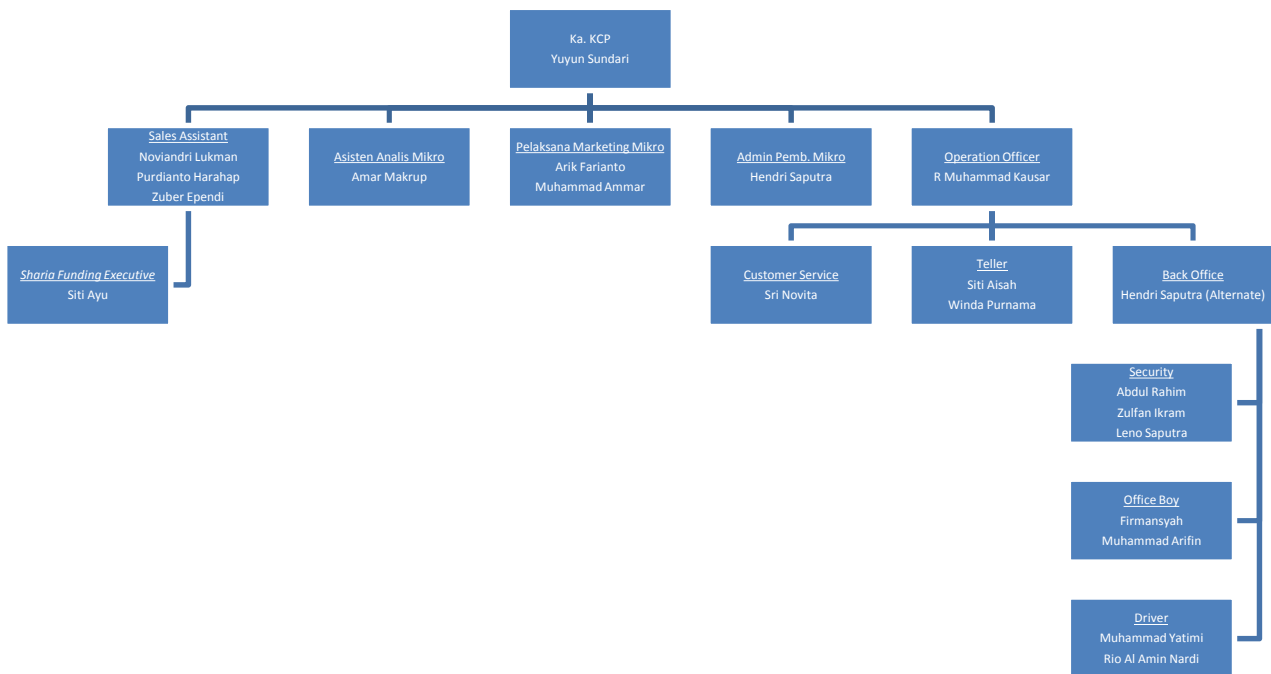 Ka. KCP
Yuyun Sundari
Sales Assistant
Noviandri Lukman
Purdianto Harahap
Zuber Ependi
Asisten Analis Mikro
Amar Makrup
Pelaksana Marketing Mikro
Arik Farianto
Muhammad Ammar
Admin Pemb. Mikro
Hendri Saputra
Operation Officer
R Muhammad Kausar
Sharia Funding Executive
Siti Ayu
Customer Service
Sri Novita
Teller
Siti Aisah
Winda Purnama
Back Office
Hendri Saputra (Alternate)
Security
Abdul Rahim
Zulfan Ikram
Leno Saputra
Office Boy
Firmansyah
Muhammad Arifin
Driver
Muhammad Yatimi
Rio Al Amin Nardi